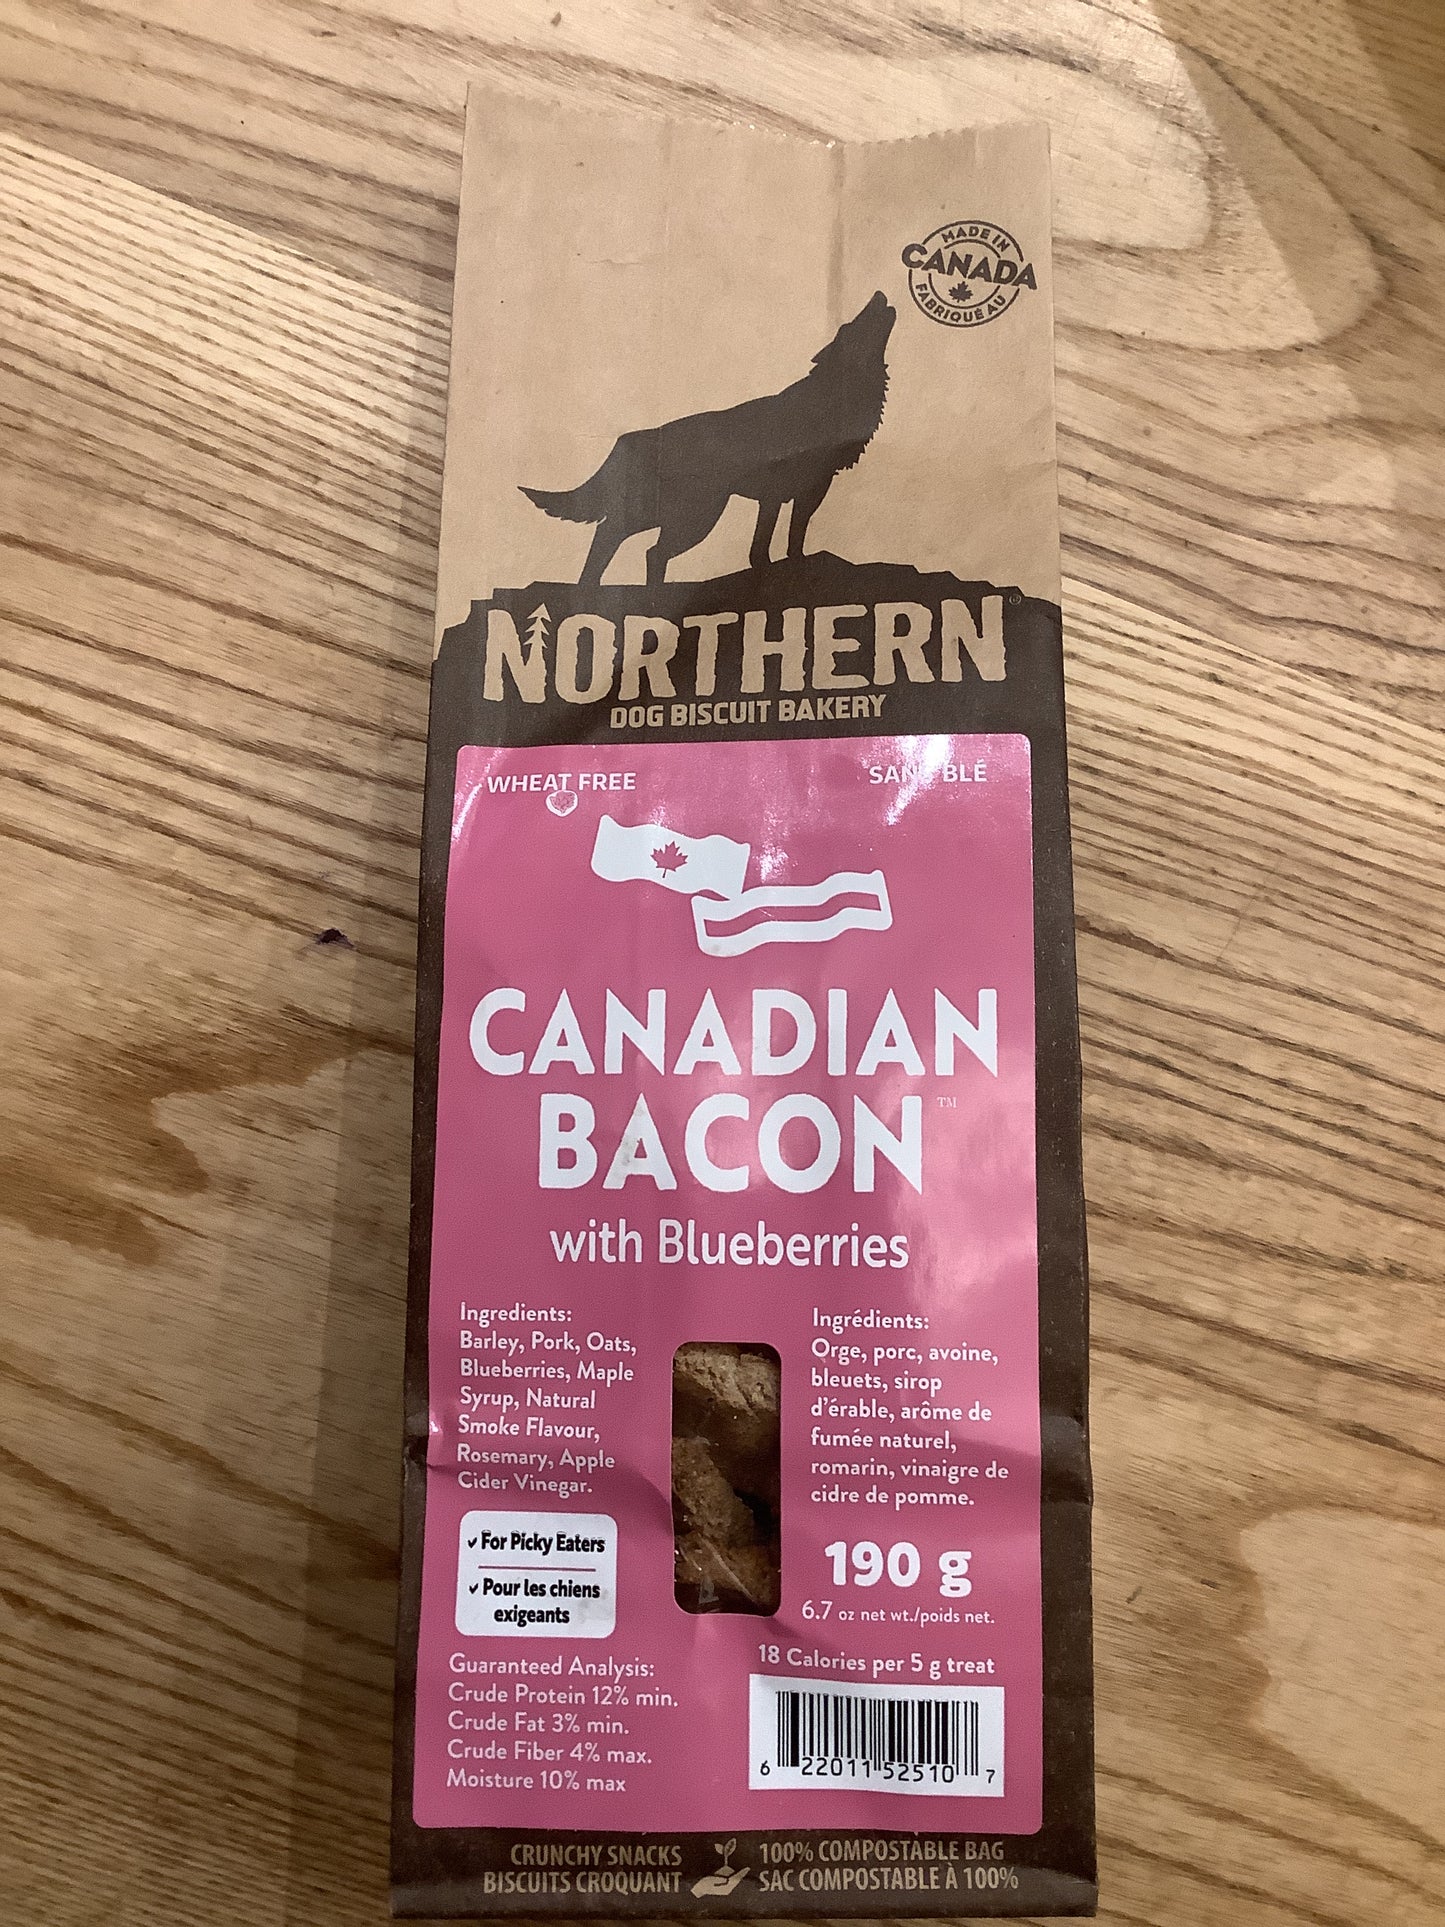 MADE IN
CANADA
FABRIQUÉ AU
NORTHERN®
DOG BISCUIT BAKERY
WHEAT FREE
BLÉ
CANADIAN
BACON™
with Blueberries
Ingredients:
Barley, Pork, Oats,
Blueberries, Maple
Syrup, Natural
Smoke Flavour,
Rosemary, Apple
Cider Vinegar.
Ingrédients:
Orge, porc, avoine,
bleuets, sirop
d'érable, arôme de
fumée naturel,
romarin, vinaigre de
cidre de pomme.
✓ For Picky Eaters
✓ Pour les chiens
exigeants
190 g
6.7 oz net wt./poids net.
18 Calories per 5 g treat
Guaranteed Analysis:
Crude Protein 12% min.
Crude Fat 3% min.
Crude Fiber 4% max.
Moisture 10% max
6 22011 52510 7
CRUNCHY SNACKS
BISCUITS CROQUANT
100% COMPOSTABLE BAG
SAC COMPOSTABLE À 100%